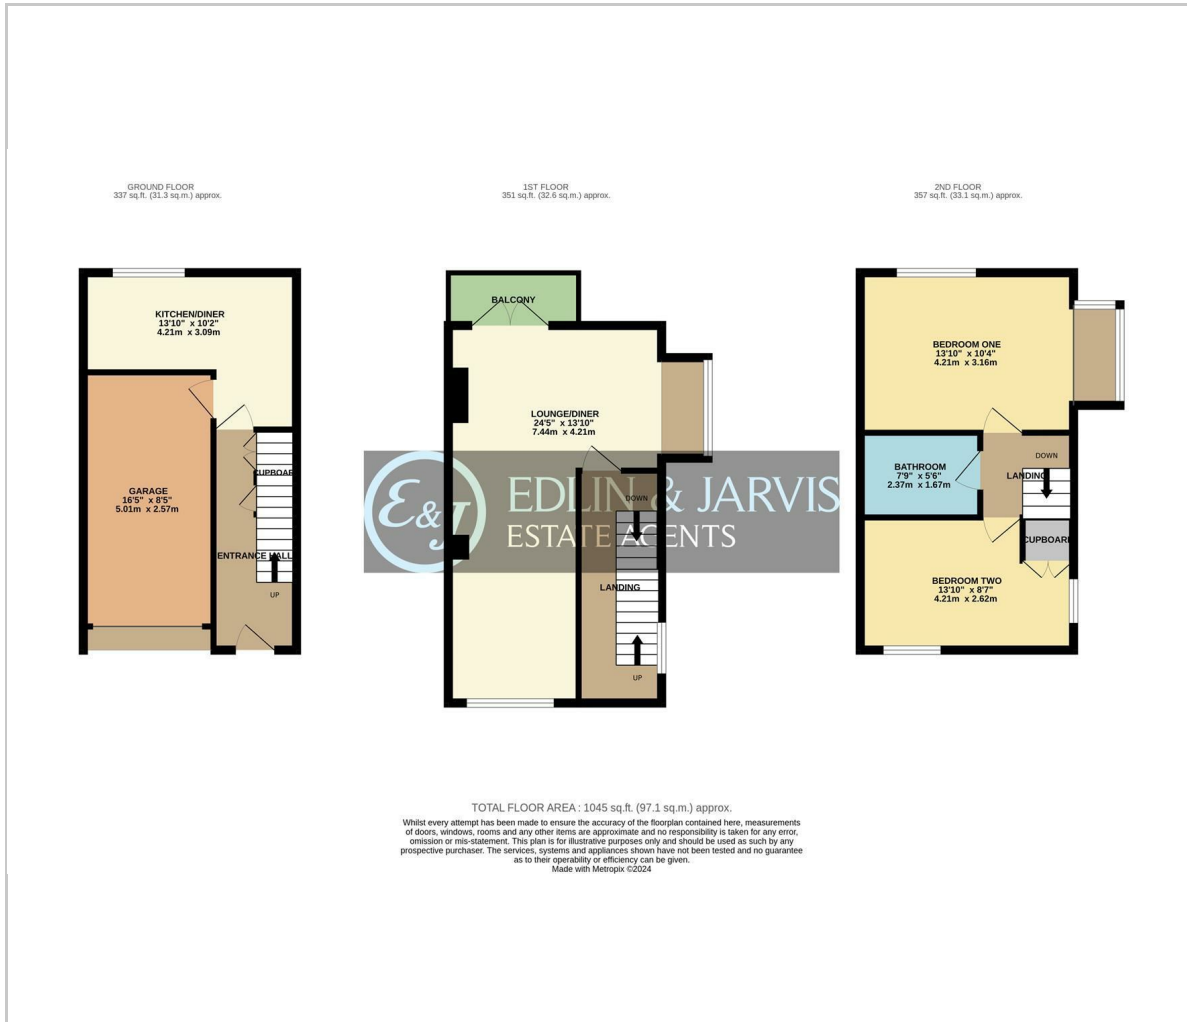 GROUND FLOOR
337 sq.ft. (31.3 sq.m.) approx.
1ST FLOOR
351 sq.ft. (32.6 sq.m.) approx.
2ND FLOOR
357 sq.ft. (33.1 sq.m.) approx.
KITCHEN/DINER
13'10" x 10'2"
4.21m x 3.09m
GARAGE
16'5" x 8'5"
5.01m x 2.57m
CUPBOARD
ENTRANCE HALL
UP
BALCONY
LOUNGE/DINER
24'5" x 13'10"
7.44m x 4.21m
DOWN
LANDING
UP
E&J
EDLIN & JARVIS
ESTATE AGENTS
BEDROOM ONE
13'10" x 10'4"
4.21m x 3.16m
BATHROOM
7'9" x 5'6"
2.37m x 1.67m
DOWN
LANDING
CUPBOARD
BEDROOM TWO
13'10" x 8'7"
4.21m x 2.62m
TOTAL FLOOR AREA : 1045 sq.ft. (97.1 sq.m.) approx.
Whilst every attempt has been made to ensure the accuracy of the floorplan contained here, measurements
of doors, windows, rooms and any other items are approximate and no responsibility is taken for any error,
omission or mis-statement. This plan is for illustrative purposes only and should be used as such by any
prospective purchaser. The services, systems and appliances shown have not been tested and no guarantee
as to their operability or efficiency can be given.
Made with Metropix ©2024